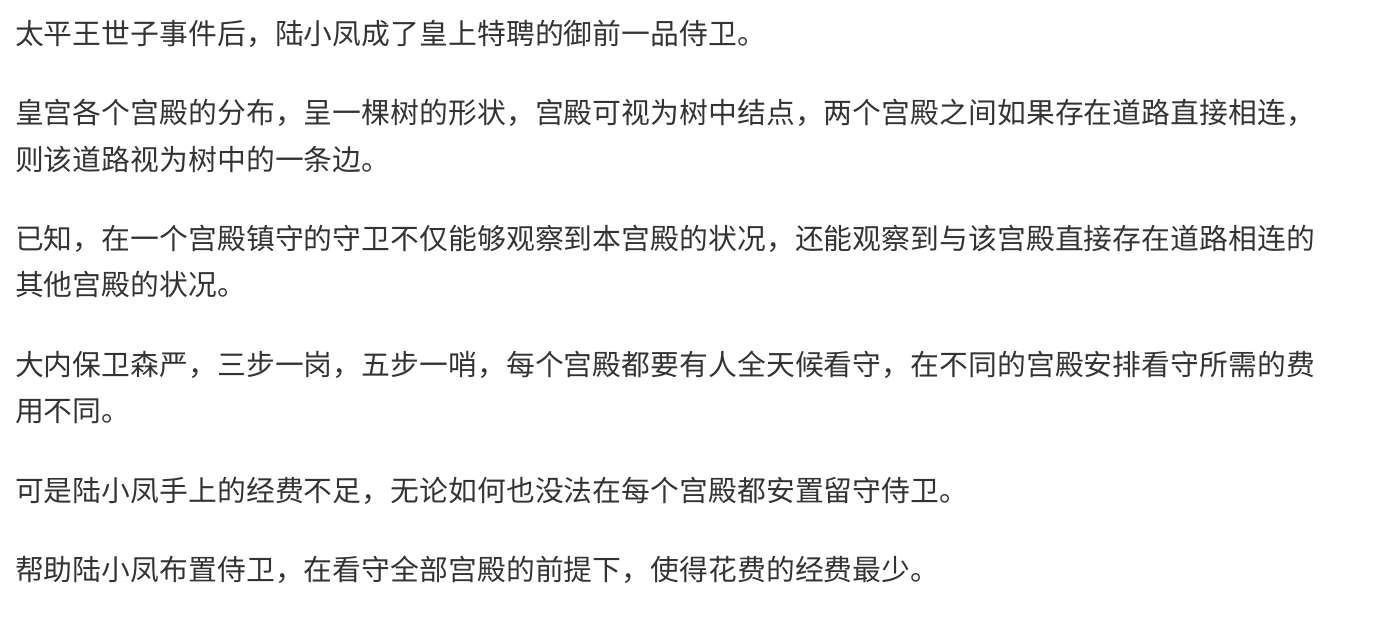 太平王世子事件后，陆小凤成了皇上特聘的御前一品侍卫。
皇宫各个宫殿的分布，呈一棵树的形状，宫殿可视为树中结点，两个宫殿之间如果存在道路直接相连，
则该道路视为树中的一条边。
已知，在一个宫殿镇守的守卫不仅能够观察到本宫殿的状况，还能观察到与该宫殿直接存在道路相连的
其他宫殿的状况。
大内保卫森严，三步一岗，五步一哨，每个宫殿都要有人全天候看守，在不同的宫殿安排看守所需的费
用不同。
可是陆小凤手上的经费不足，无论如何也没法在每个宫殿都安置留守侍卫。
帮助陆小凤布置侍卫，在看守全部宫殿的前提下，使得花费的经费最少。